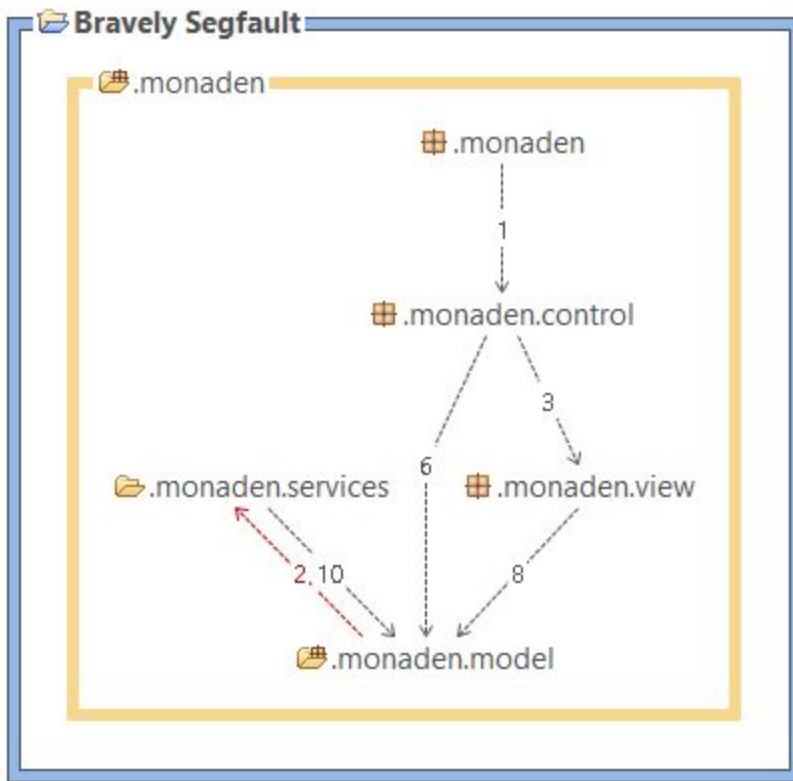 Bravely Segfault
.monaden
.monaden
1
.monaden.control
3
6
.monaden.services
.monaden.view
2
10
8
.monaden.model